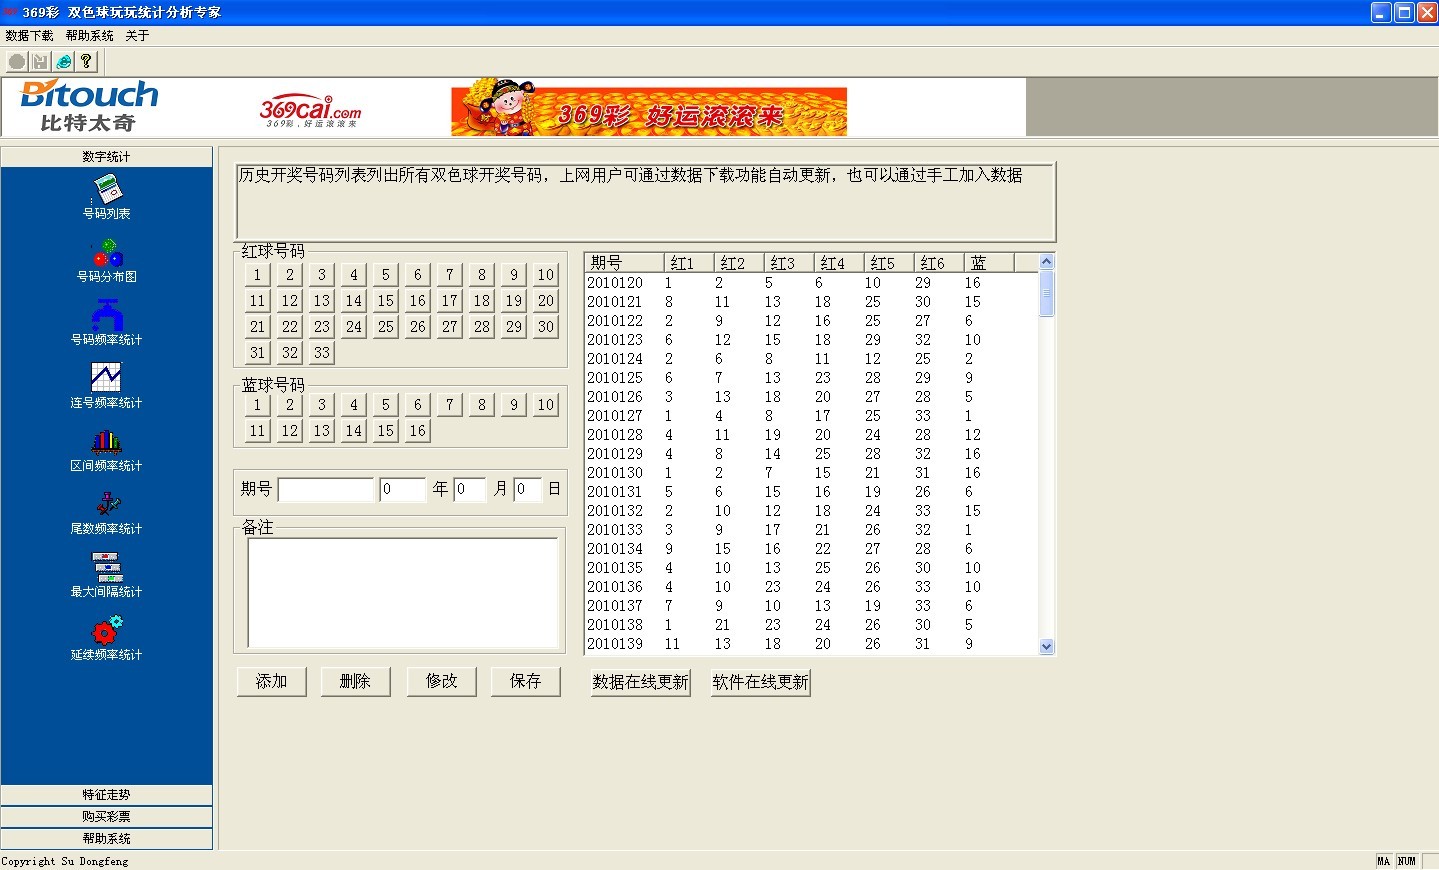 369彩 双色球玩玩统计分析专家
数据下载 帮助系统 关于
Bitouch
比特太奇
369cai.com
369彩，好运滚滚来
369彩 好运滚滚来
数字统计
号码列表
号码分布图
号码频率统计
连号频率统计
区间频率统计
尾数频率统计
最大间隔统计
延续频率统计
特征走势
购买彩票
帮助系统
历史开奖号码列表列出所有双色球开奖号码，上网用户可通过数据下载功能自动更新，也可以通过手工加入数据
红球号码
1 2 3 4 5 6 7 8 9 10
11 12 13 14 15 16 17 18 19 20
21 22 23 24 25 26 27 28 29 30
31 32 33
蓝球号码
1 2 3 4 5 6 7 8 9 10
11 12 13 14 15 16
期号 0 年 0 月 0 日
备注
添加 删除 修改 保存
期号 红1 红2 红3 红4 红5 红6 蓝
2010120 1 2 5 6 10 29 16
2010121 8 11 13 18 25 30 15
2010122 2 9 12 16 25 27 6
2010123 6 12 15 18 29 32 10
2010124 2 6 8 11 12 25 2
2010125 6 7 13 23 28 29 9
2010126 3 13 18 20 27 28 5
2010127 1 4 8 17 25 33 1
2010128 4 11 19 20 24 28 12
2010129 4 8 14 25 28 32 16
2010130 1 2 7 15 21 31 16
2010131 5 6 15 16 19 26 6
2010132 2 10 12 18 24 33 15
2010133 3 9 17 21 26 32 1
2010134 9 15 16 22 27 28 6
2010135 4 10 13 25 26 30 10
2010136 4 10 23 24 26 33 10
2010137 7 9 10 13 19 33 6
2010138 1 21 23 24 26 30 5
2010139 11 13 18 20 26 31 9
数据在线更新 软件在线更新
Copyright Su Dongfeng
MA NUM